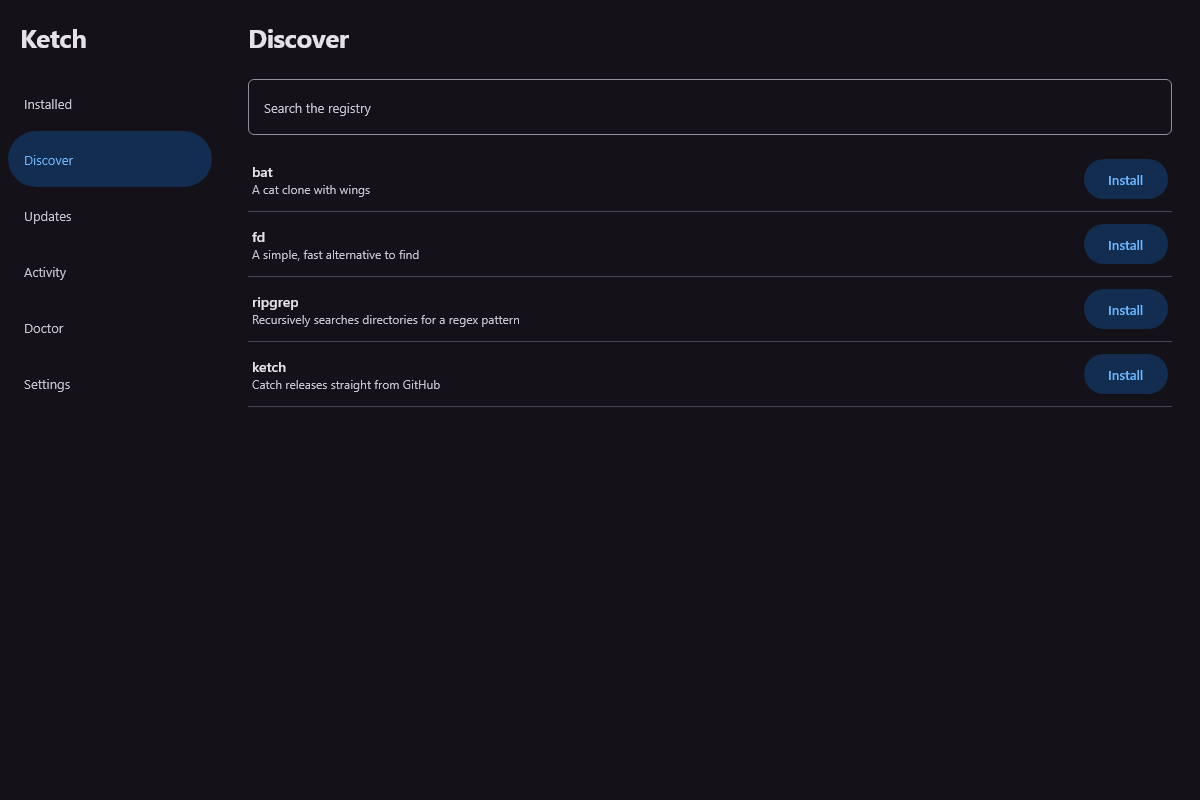 Ketch
Installed
Discover
Updates
Activity
Doctor
Settings
Discover
Search the registry
bat
A cat clone with wings
Install
fd
A simple, fast alternative to find
Install
ripgrep
Recursively searches directories for a regex pattern
Install
ketch
Catch releases straight from GitHub
Install